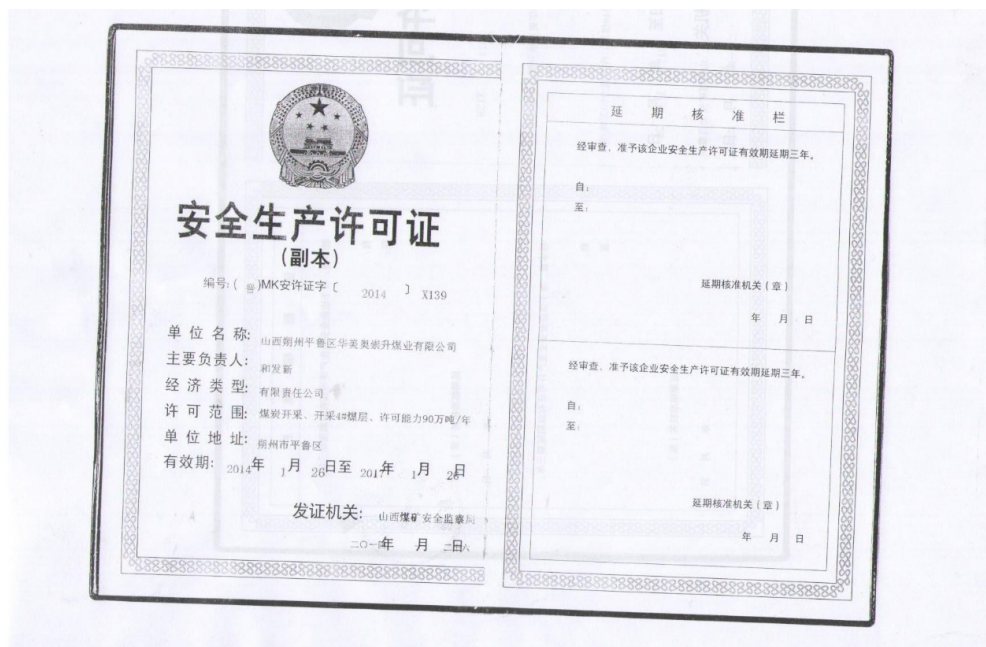 安全生产许可证
(副本)
编号:(晋)MK安许证字〔 2014 〕 X139
单位名称: 山西朔州平鲁区华美奥崇升煤业有限公司
主要负责人: 和发新
经济类型: 有限责任公司
许可范围: 煤炭开采、开采4#煤层、许可能力90万吨/年
单位地址: 朔州市平鲁区
有效期: 2014年 1月 26日至 2017年 1月 26日
发证机关: 山西煤矿安全监察局
二〇一四年 月 二六日
延期核准栏
经审查、准予该企业安全生产许可证有效期延期三年。
自:
至:
延期核准机关(章)
年 月 日
经审查、准予该企业安全生产许可证有效期延期三年。
自:
至:
延期核准机关(章)
年 月 日